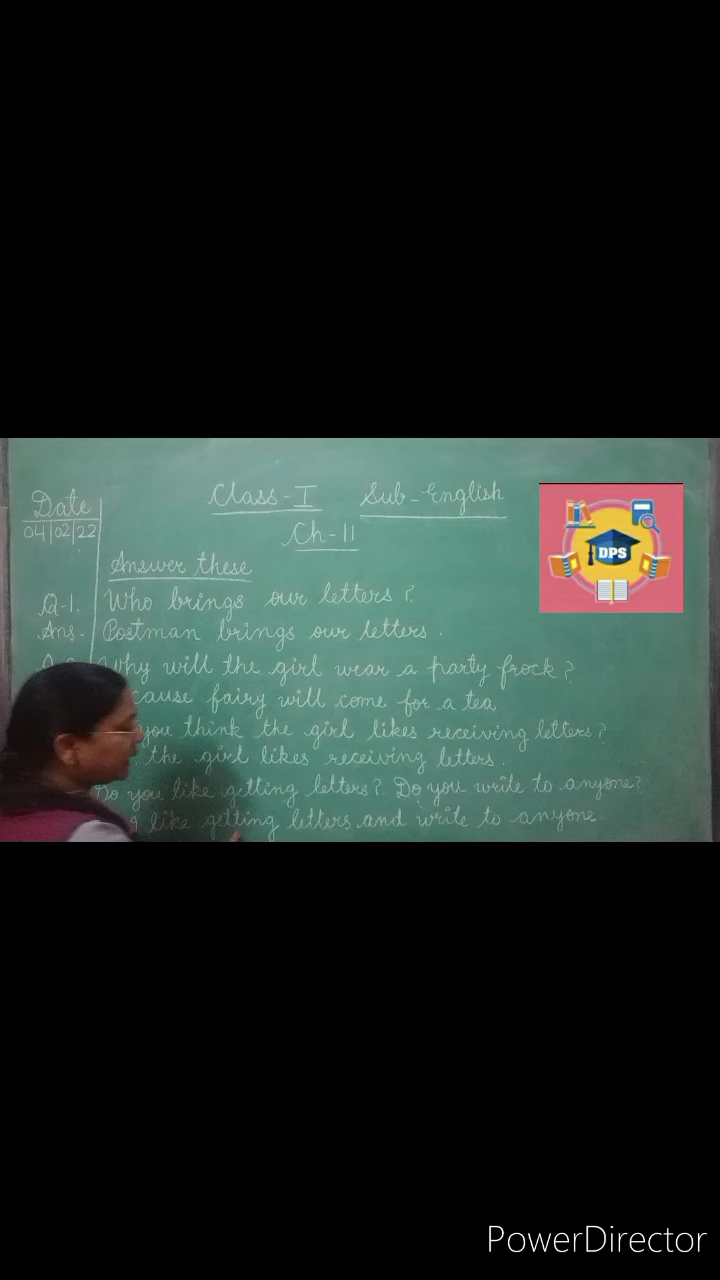 Class-I Sub-English
Date
04|02|22
Ch-11
Answer these
DPS
Q-1. Who brings our letters?
Ans- Postman brings our letters.
Why will the girl wear a party frock?
cause fairy will come for a tea.
you think the girl likes receiving letters?
the girl likes receiving letters.
Do you like getting letters? Do you write to anyone?
like getting letters and write to anyone.
PowerDirector